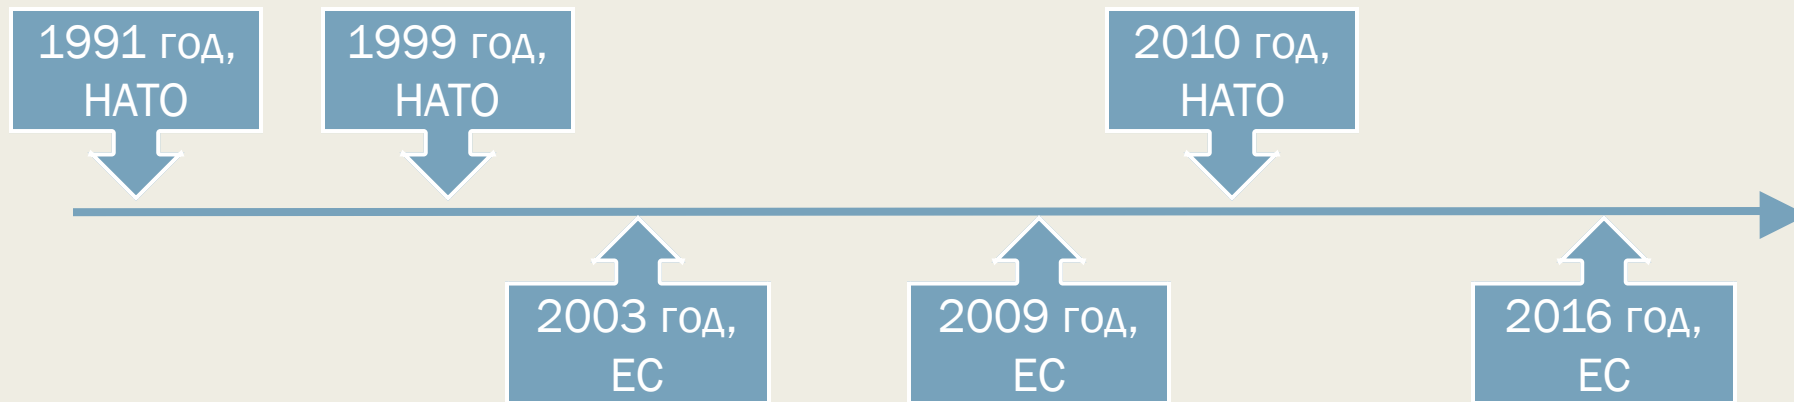 1991 год,
НАТО
1999 год,
НАТО
2010 год,
НАТО
2003 год,
ЕС
2009 год,
ЕС
2016 год,
ЕС